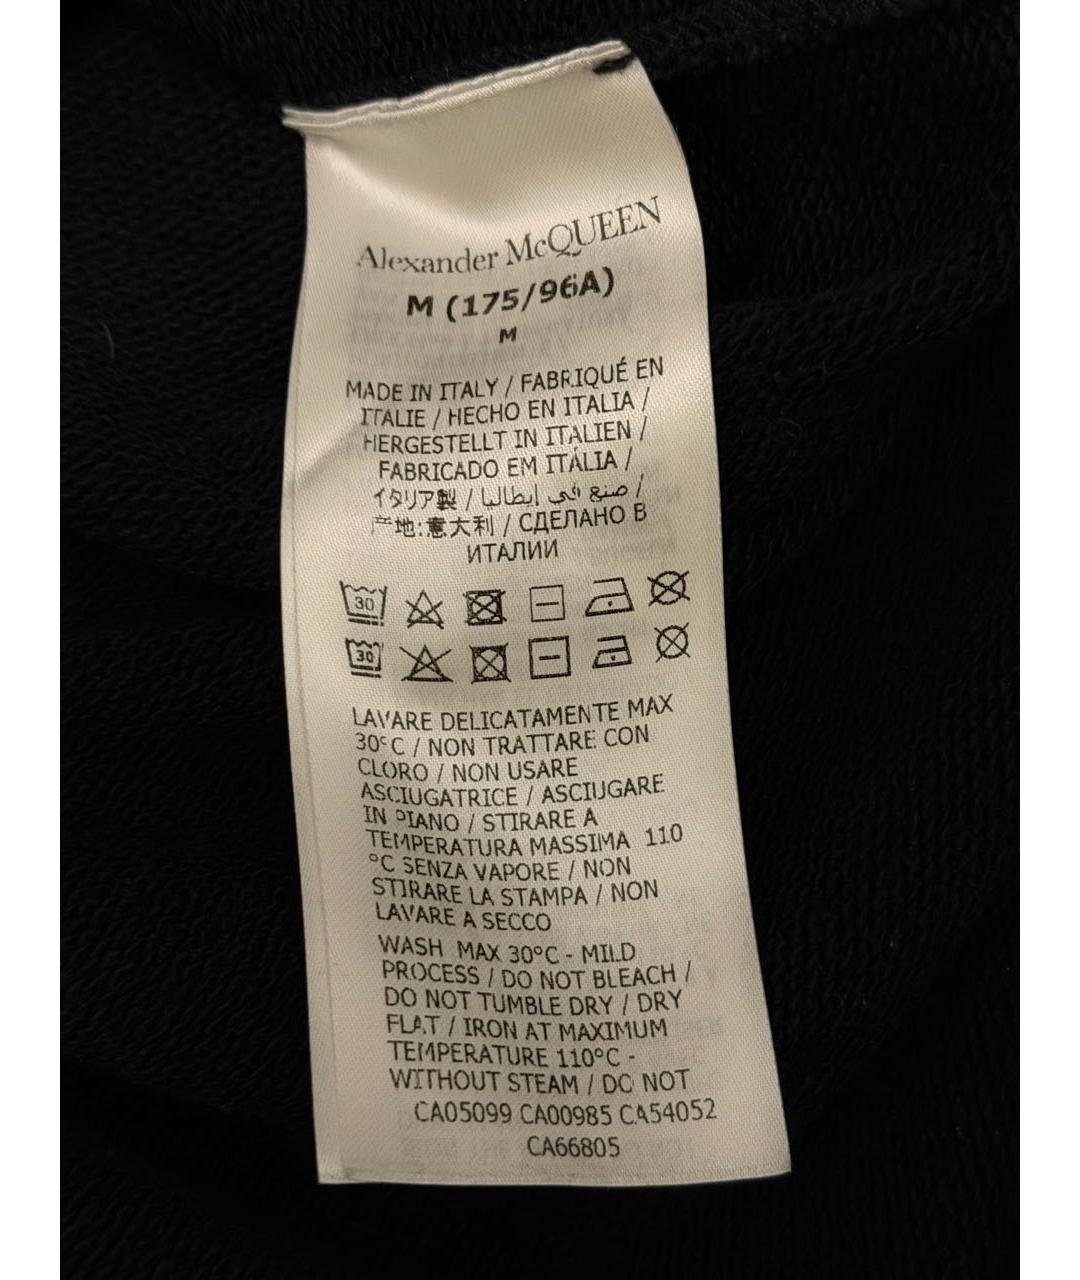 Alexander McQUEEN
M (175/96A)
M
MADE IN ITALY / FABRIQUÉ EN
ITALIE / HECHO EN ITALIA /
HERGESTELLT IN ITALIEN /
FABRICADO EM ITÁLIA /
イタリア製 / صنع في إيطاليا /
产地:意大利 / СДЕЛАНО В
ИТАЛИИ
30
30
LAVARE DELICATAMENTE MAX
30°C / NON TRATTARE CON
CLORO / NON USARE
ASCIUGATRICE / ASCIUGARE
IN PIANO / STIRARE A
TEMPERATURA MASSIMA 110
°C SENZA VAPORE / NON
STIRARE LA STAMPA / NON
LAVARE A SECCO
WASH MAX 30°C - MILD
PROCESS / DO NOT BLEACH /
DO NOT TUMBLE DRY / DRY
FLAT / IRON AT MAXIMUM
TEMPERATURE 110°C -
WITHOUT STEAM / DO NOT
CA05099 CA00985 CA54052
CA66805